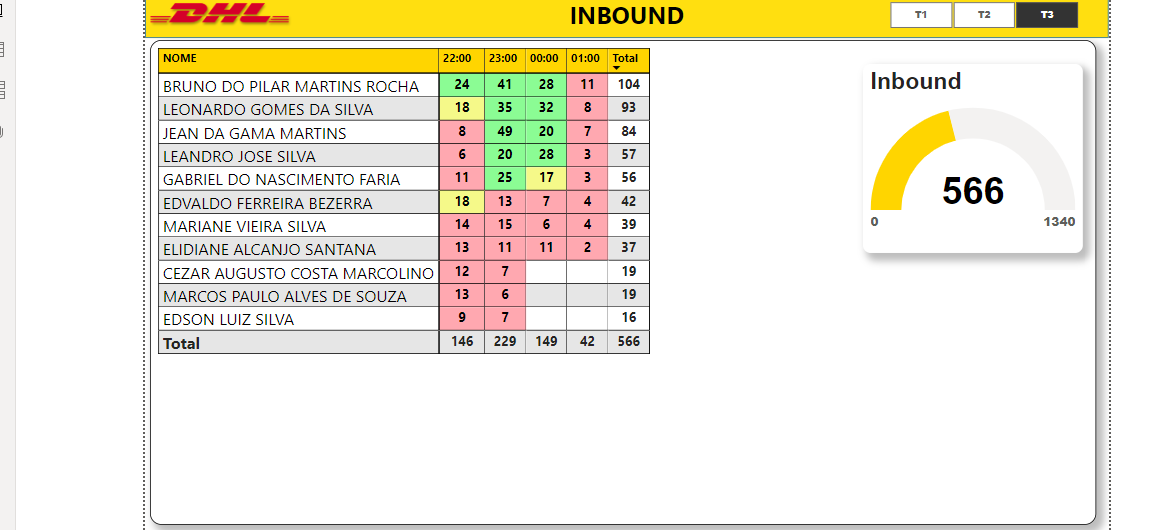 DHL
INBOUND
T1 T2 T3
NOME 22:00 23:00 00:00 01:00 Total
BRUNO DO PILAR MARTINS ROCHA 24 41 28 11 104
LEONARDO GOMES DA SILVA 18 35 32 8 93
JEAN DA GAMA MARTINS 8 49 20 7 84
LEANDRO JOSE SILVA 6 20 28 3 57
GABRIEL DO NASCIMENTO FARIA 11 25 17 3 56
EDVALDO FERREIRA BEZERRA 18 13 7 4 42
MARIANE VIEIRA SILVA 14 15 6 4 39
ELIDIANE ALCANJO SANTANA 13 11 11 2 37
CEZAR AUGUSTO COSTA MARCOLINO 12 7 19
MARCOS PAULO ALVES DE SOUZA 13 6 19
EDSON LUIZ SILVA 9 7 16
Total 146 229 149 42 566
Inbound
566
0 1340